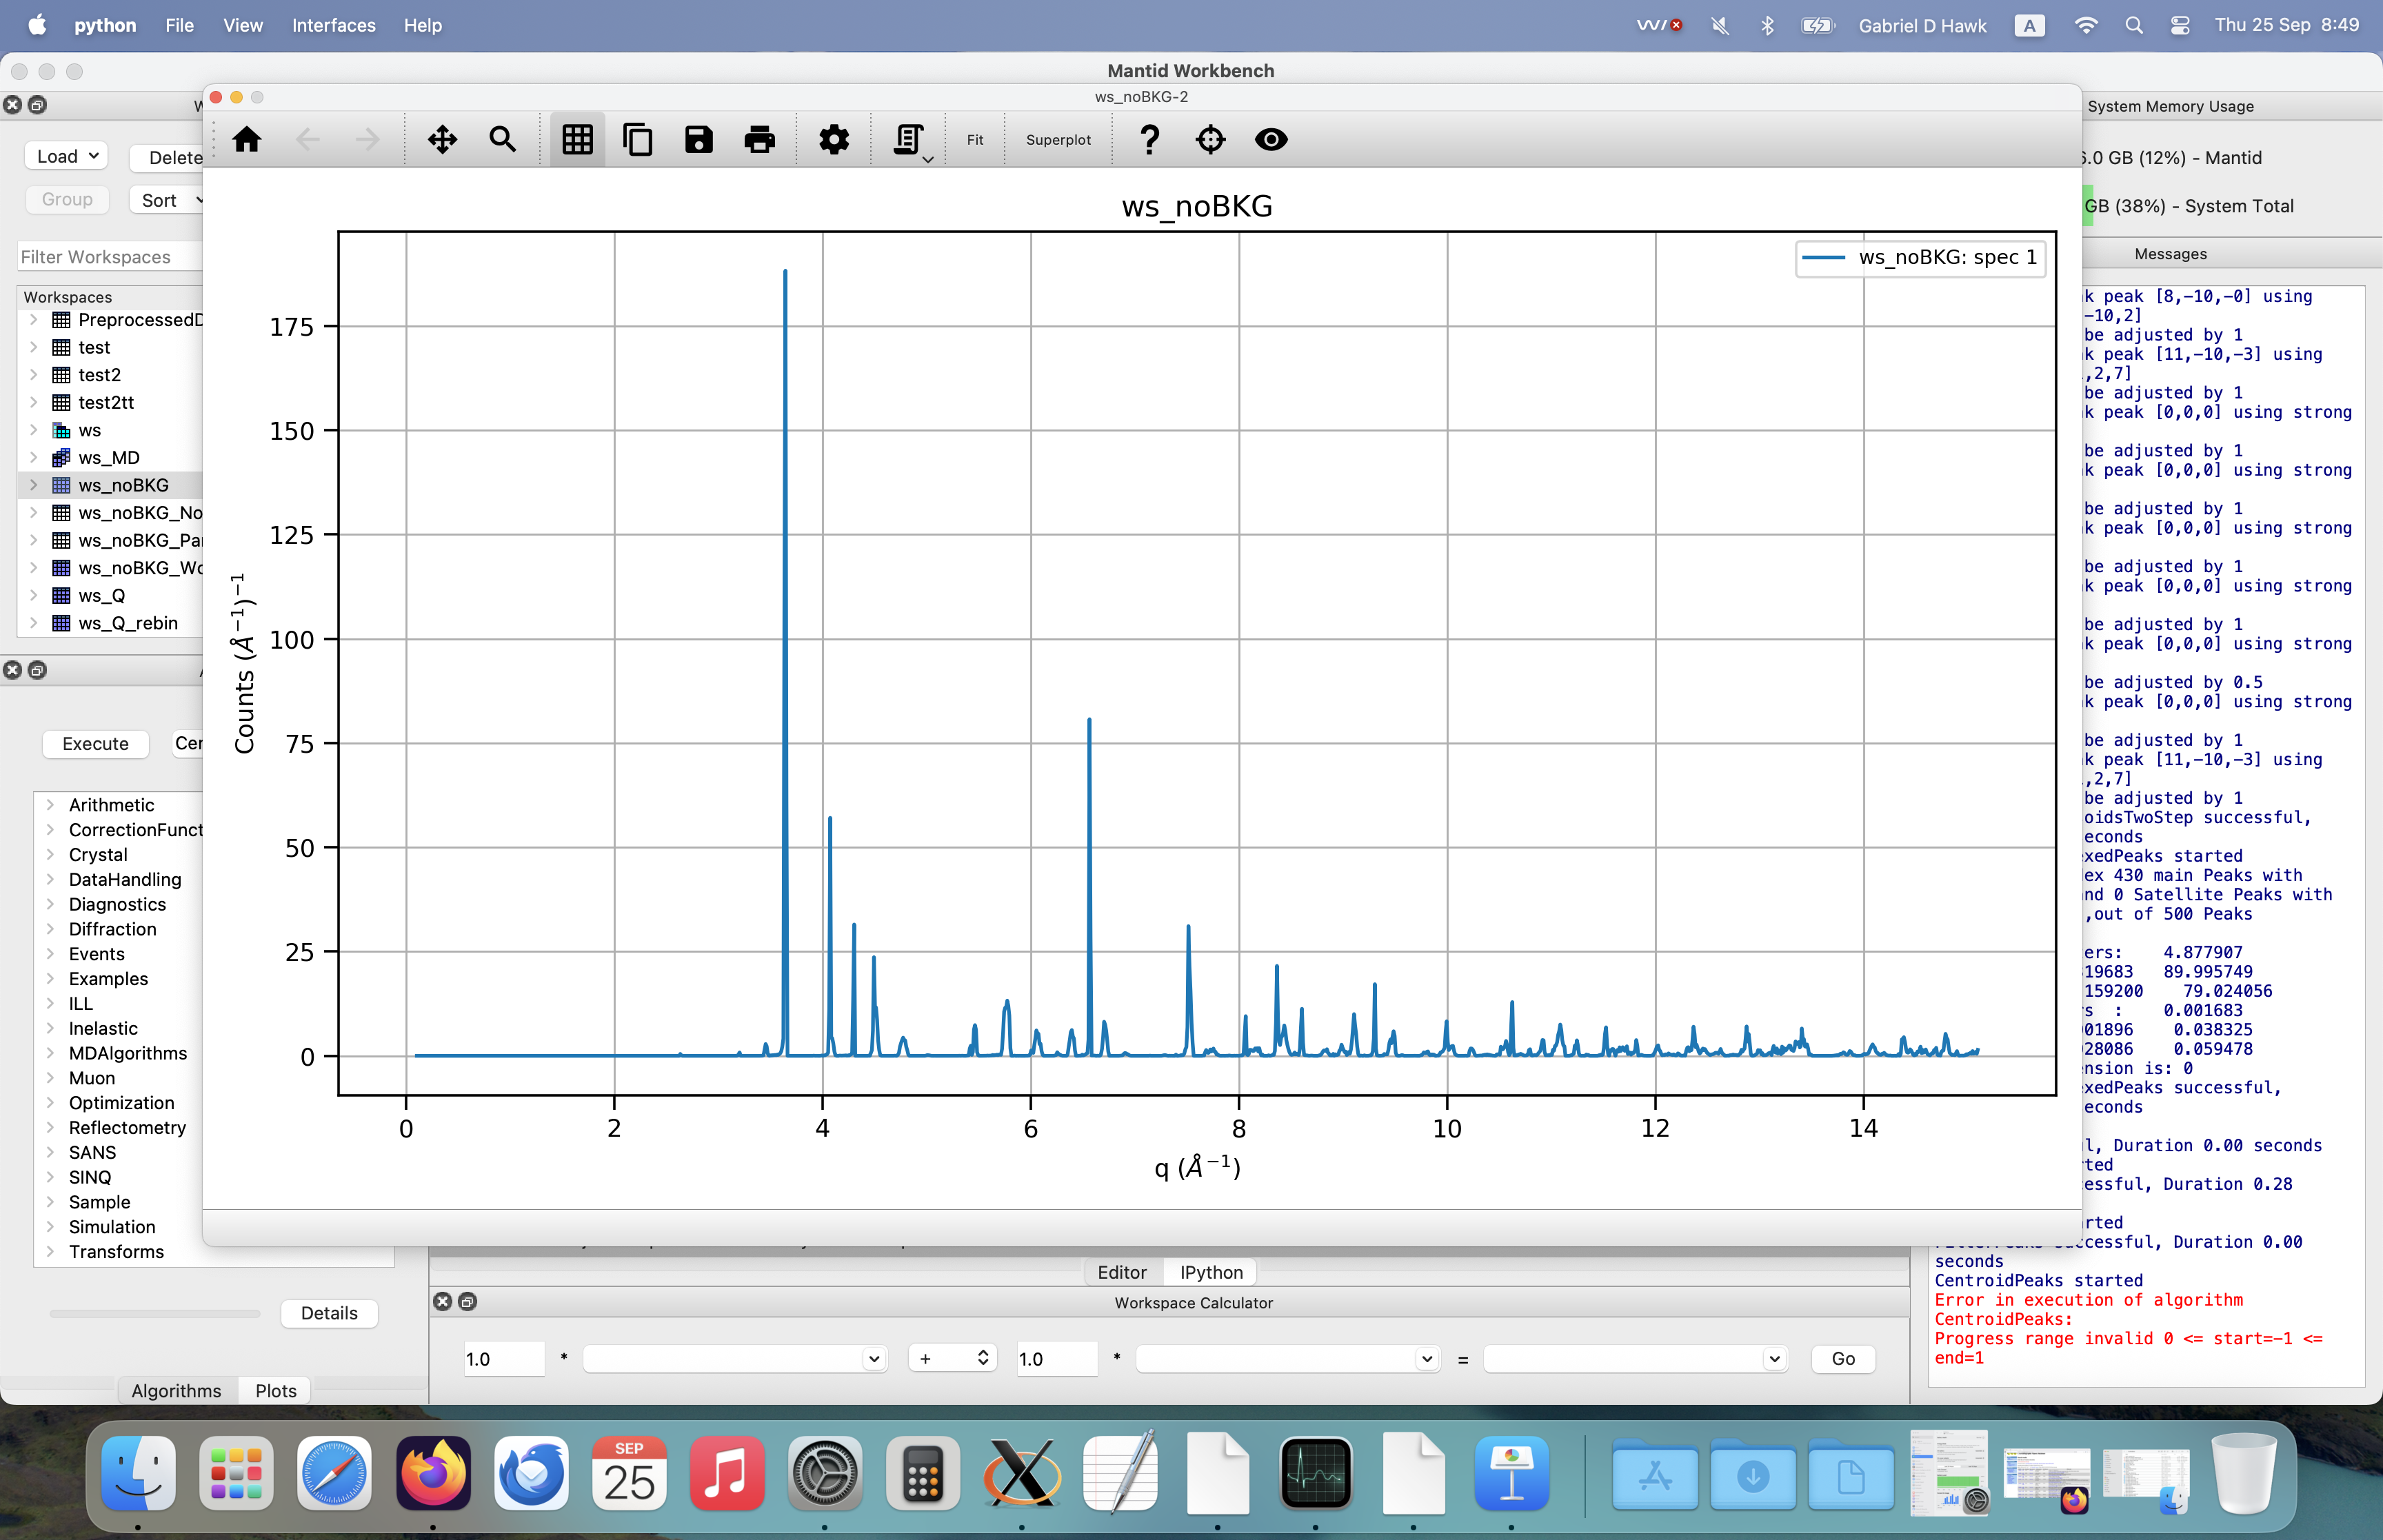 python File View Interfaces Help
Gabriel D Hawk A Thu 25 Sep 8:49
Mantid Workbench
ws_noBKG-2
Load Delete
Group Sort
Filter Workspaces
Workspaces
PreprocessedD
test
test2
test2tt
ws
ws_MD
ws_noBKG
ws_noBKG_No
ws_noBKG_Par
ws_noBKG_Wo
ws_Q
ws_Q_rebin
Execute Cen
Arithmetic
CorrectionFunct
Crystal
DataHandling
Diagnostics
Diffraction
Events
Examples
ILL
Inelastic
MDAlgorithms
Muon
Optimization
Reflectometry
SANS
SINQ
Sample
Simulation
Transforms
Details
Algorithms Plots
Fit Superplot
ws_noBKG
ws_noBKG: spec 1
175
150
125
100
75
50
25
0
Counts (Å⁻¹)⁻¹
0 2 4 6 8 10 12 14
q (Å⁻¹)
Editor IPython
Workspace Calculator
1.0 * + 1.0 * = Go
System Memory Usage
6.0 GB (12%) - Mantid
GB (38%) - System Total
Messages
k peak [8,-10,-0] using
-10,2]
be adjusted by 1
k peak [11,-10,-3] using
,2,7]
be adjusted by 1
k peak [0,0,0] using strong
be adjusted by 1
k peak [0,0,0] using strong
be adjusted by 1
k peak [0,0,0] using strong
be adjusted by 1
k peak [0,0,0] using strong
be adjusted by 1
k peak [0,0,0] using strong
be adjusted by 0.5
k peak [0,0,0] using strong
be adjusted by 1
k peak [11,-10,-3] using
,2,7]
be adjusted by 1
oidsTwoStep successful,
econds
xedPeaks started
ex 430 main Peaks with
nd 0 Satellite Peaks with
,out of 500 Peaks
ers: 4.877907
19683 89.995749
159200 79.024056
rs : 0.001683
01896 0.038325
28086 0.059478
ension is: 0
xedPeaks successful,
econds
l, Duration 0.00 seconds
rted
essful, Duration 0.28
rted
FilterPeaks successful, Duration 0.00
seconds
CentroidPeaks started
Error in execution of algorithm
CentroidPeaks:
Progress range invalid 0 <= start=-1 <=
end=1
SEP
25